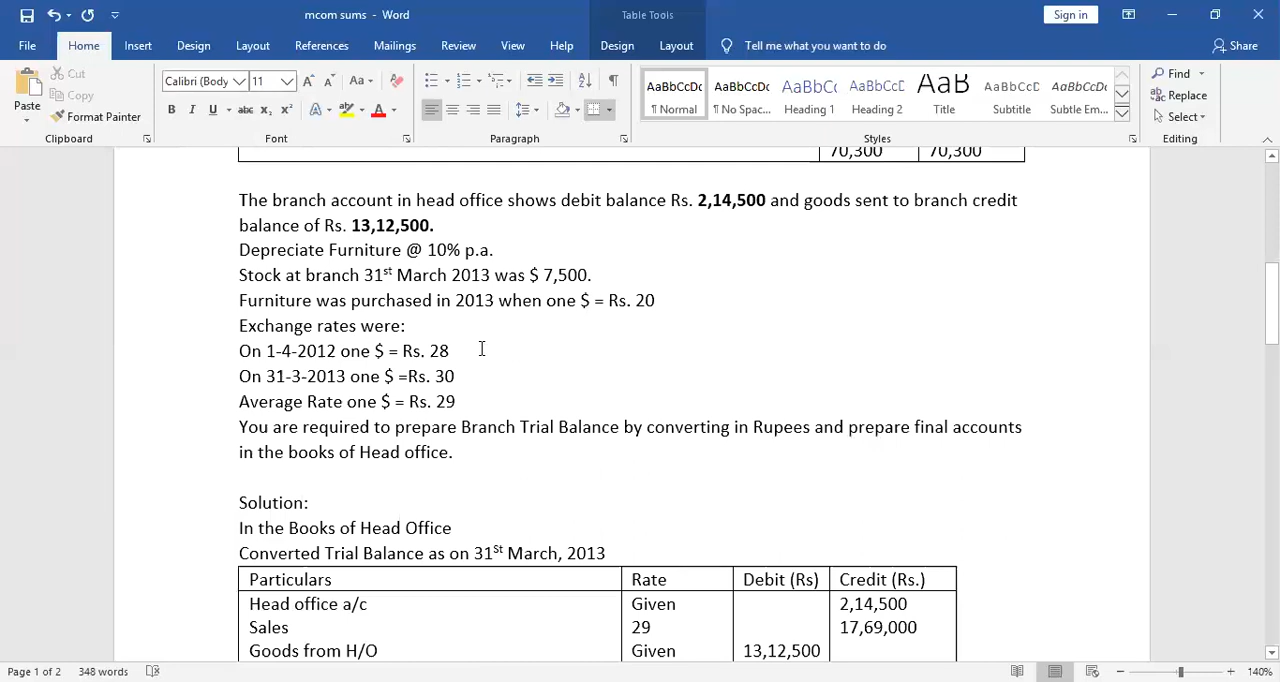 mcom sums - Word
Table Tools
Sign in
File Home Insert Design Layout References Mailings Review View Help Design Layout Tell me what you want to do Share
Paste
Cut
Copy
Format Painter
Calibri (Body 11
Clipboard Font Paragraph Styles Editing
AaBbCcDc ¶ Normal
AaBbCcDc ¶ No Spac...
AaBbCc Heading 1
AaBbCcD Heading 2
AaB Title
AaBbCcD Subtitle
AaBbCcDc Subtle Em...
Find
Replace
Select
70,300 70,300
The branch account in head office shows debit balance Rs. 2,14,500 and goods sent to branch credit
balance of Rs. 13,12,500.
Depreciate Furniture @ 10% p.a.
Stock at branch 31st March 2013 was $ 7,500.
Furniture was purchased in 2013 when one $ = Rs. 20
Exchange rates were:
On 1-4-2012 one $ = Rs. 28
On 31-3-2013 one $ =Rs. 30
Average Rate one $ = Rs. 29
You are required to prepare Branch Trial Balance by converting in Rupees and prepare final accounts
in the books of Head office.
Solution:
In the Books of Head Office
Converted Trial Balance as on 31St March, 2013
Particulars Rate Debit (Rs) Credit (Rs.)
Head office a/c Given 2,14,500
Sales 29 17,69,000
Goods from H/O Given 13,12,500
Page 1 of 2 348 words 140%